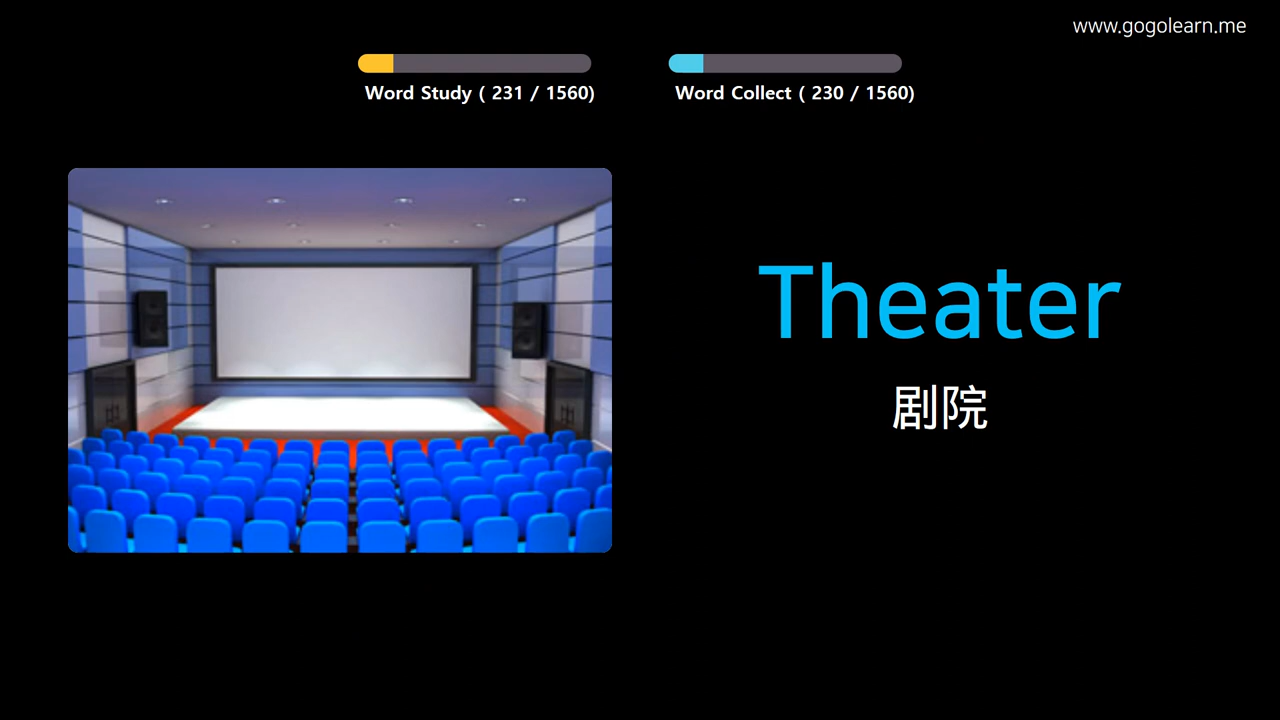 www.gogolearn.me
Word Study ( 231 / 1560)
Word Collect ( 230 / 1560)
Theater
剧院